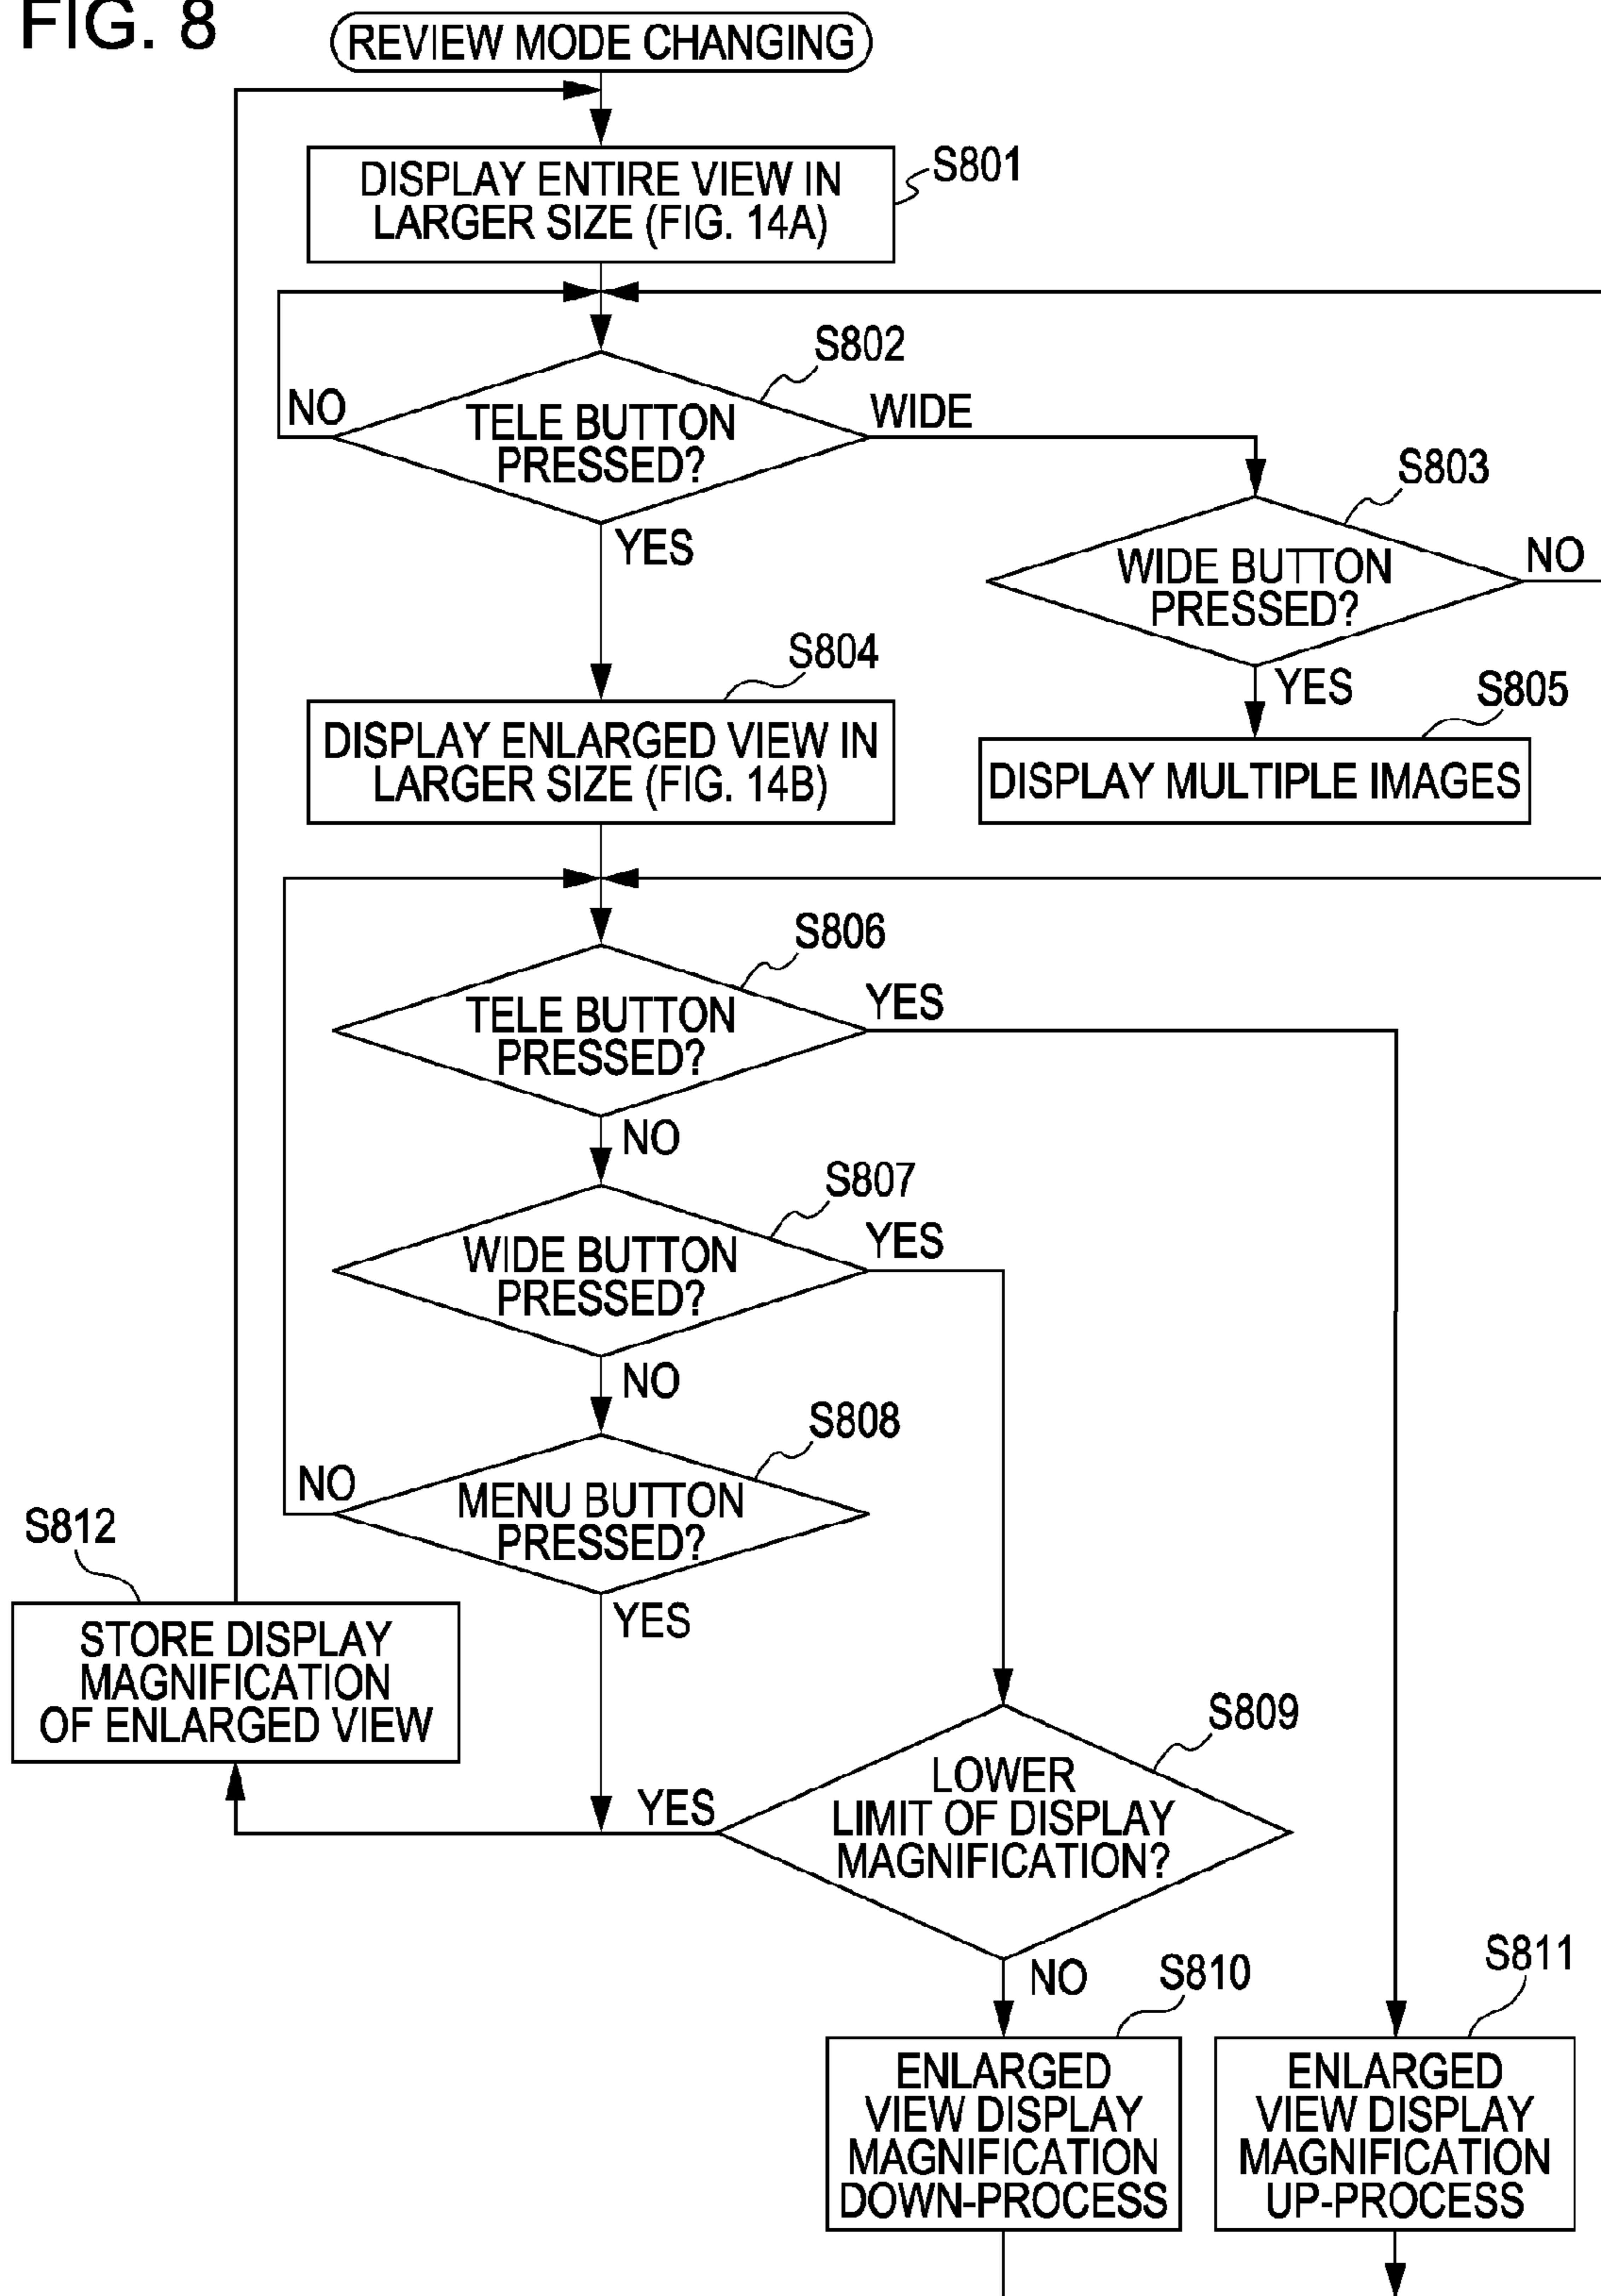 FIG. 8
REVIEW MODE CHANGING
DISPLAY ENTIRE VIEW IN
LARGER SIZE (FIG. 14A)
S801
S802
NO
TELE BUTTON
PRESSED?
WIDE
YES
S803
WIDE BUTTON
PRESSED?
NO
YES
S804
DISPLAY ENLARGED VIEW IN
LARGER SIZE (FIG. 14B)
S805
DISPLAY MULTIPLE IMAGES
S806
TELE BUTTON
PRESSED?
YES
NO
S807
WIDE BUTTON
PRESSED?
YES
NO
S808
NO
MENU BUTTON
PRESSED?
YES
S812
STORE DISPLAY
MAGNIFICATION
OF ENLARGED VIEW
S809
YES
LOWER
LIMIT OF DISPLAY
MAGNIFICATION?
NO
S810
ENLARGED
VIEW DISPLAY
MAGNIFICATION
DOWN-PROCESS
S811
ENLARGED
VIEW DISPLAY
MAGNIFICATION
UP-PROCESS